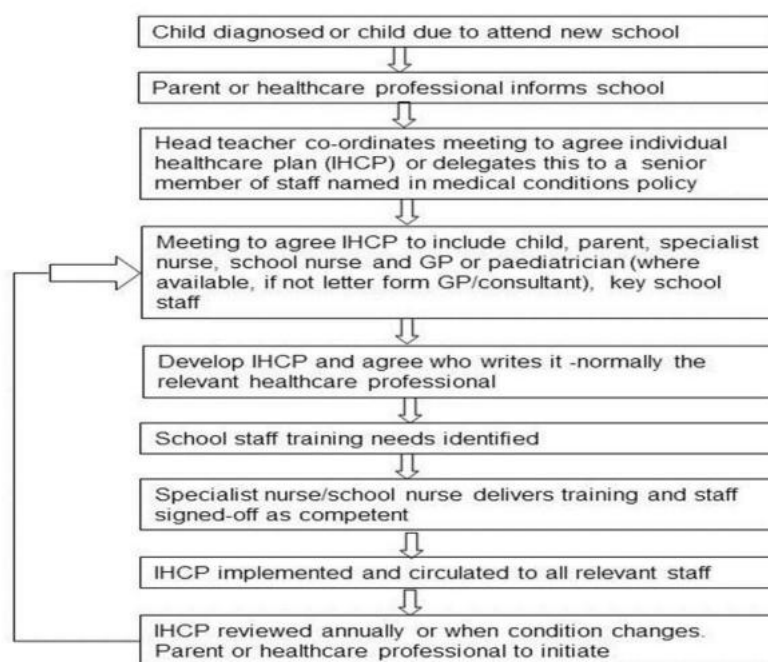 Child diagnosed or child due to attend new school
Parent or healthcare professional informs school
Head teacher co-ordinates meeting to agree individual
healthcare plan (IHCP) or delegates this to a senior
member of staff named in medical conditions policy
Meeting to agree IHCP to include child, parent, specialist
nurse, school nurse and GP or paediatrician (where
available, if not letter form GP/consultant), key school
staff
Develop IHCP and agree who writes it -normally the
relevant healthcare professional
School staff training needs identified
Specialist nurse/school nurse delivers training and staff
signed-off as competent
IHCP implemented and circulated to all relevant staff
IHCP reviewed annually or when condition changes.
Parent or healthcare professional to initiate